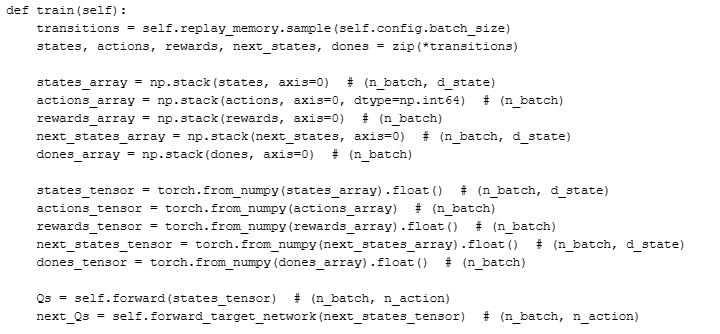 def train(self):
    transitions = self.replay_memory.sample(self.config.batch_size)
    states, actions, rewards, next_states, dones = zip(*transitions)

    states_array = np.stack(states, axis=0)  # (n_batch, d_state)
    actions_array = np.stack(actions, axis=0, dtype=np.int64)  # (n_batch)
    rewards_array = np.stack(rewards, axis=0)  # (n_batch)
    next_states_array = np.stack(next_states, axis=0)  # (n_batch, d_state)
    dones_array = np.stack(dones, axis=0)  # (n_batch)

    states_tensor = torch.from_numpy(states_array).float()  # (n_batch, d_state)
    actions_tensor = torch.from_numpy(actions_array)  # (n_batch)
    rewards_tensor = torch.from_numpy(rewards_array).float()  # (n_batch)
    next_states_tensor = torch.from_numpy(next_states_array).float()  # (n_batch, d_state)
    dones_tensor = torch.from_numpy(dones_array).float()  # (n_batch)

    Qs = self.forward(states_tensor)  # (n_batch, n_action)
    next_Qs = self.forward_target_network(next_states_tensor)  # (n_batch, n_action)